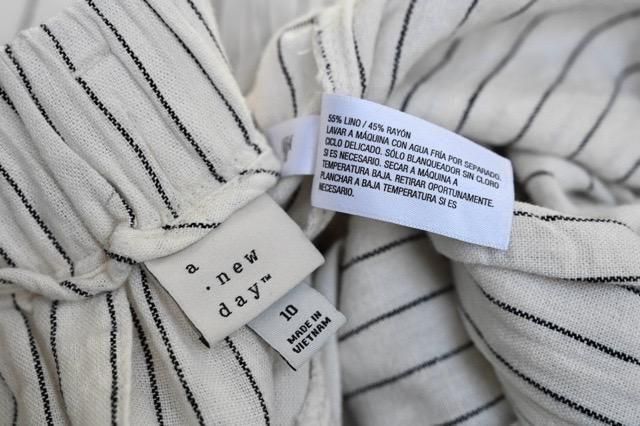 55% LINO / 45% RAYÓN
LAVAR A MÁQUINA CON AGUA FRÍA POR SEPARADO.
CICLO DELICADO. SÓLO BLANQUEADOR SIN CLORO
SI ES NECESARIO. SECAR A MÁQUINA A
TEMPERATURA BAJA. RETIRAR OPORTUNAMENTE.
PLANCHAR A BAJA TEMPERATURA SI ES
NECESARIO.
a
.new
day™
10
MADE IN
VIETNAM